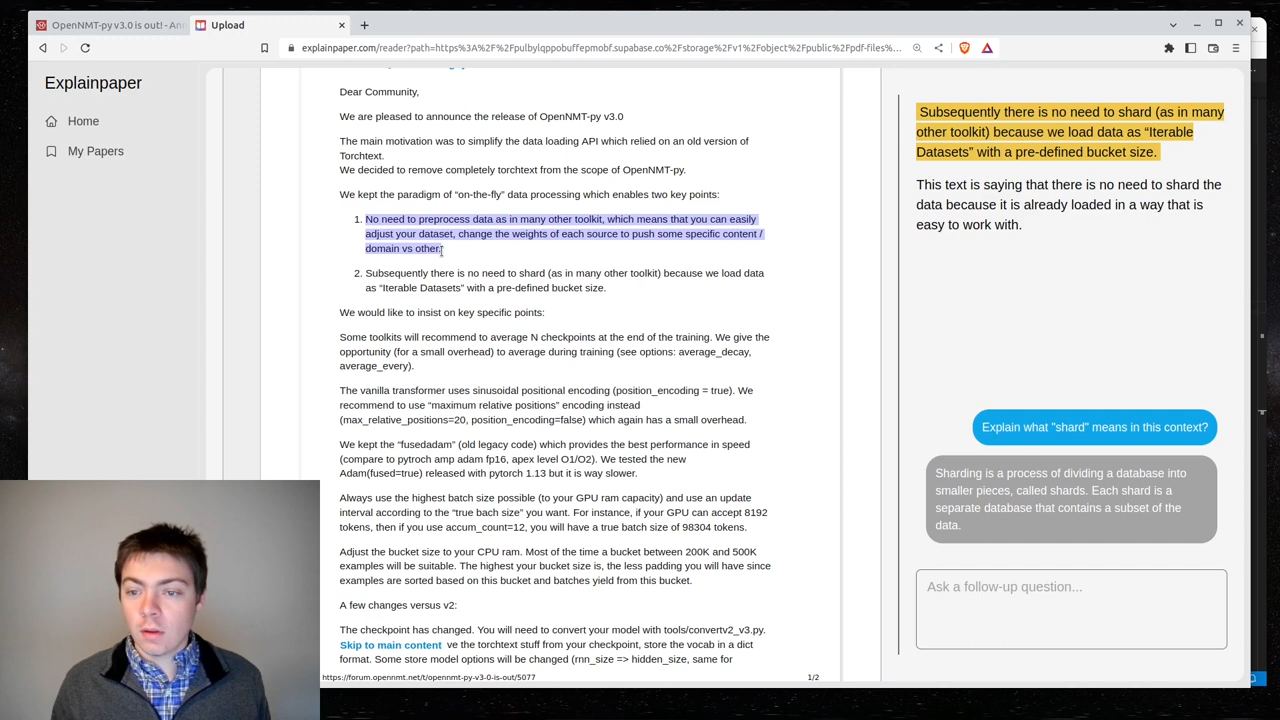 OpenNMT-py v3.0 is out! - Ann
Upload
explainpaper.com/reader?path=https%3A%2F%2Fpulbylqppobuffepmobf.supabase.co%2Fstorage%2Fv1%2Fobject%2Fpublic%2Fpdf-files%...
Explainpaper
Home
My Papers
Dear Community,
We are pleased to announce the release of OpenNMT-py v3.0
The main motivation was to simplify the data loading API which relied on an old version of
Torchtext.
We decided to remove completely torchtext from the scope of OpenNMT-py.
We kept the paradigm of “on-the-fly” data processing which enables two key points:
1. No need to preprocess data as in many other toolkit, which means that you can easily
adjust your dataset, change the weights of each source to push some specific content /
domain vs other.
2. Subsequently there is no need to shard (as in many other toolkit) because we load data
as “Iterable Datasets” with a pre-defined bucket size.
We would like to insist on key specific points:
Some toolkits will recommend to average N checkpoints at the end of the training. We give the
opportunity (for a small overhead) to average during training (see options: average_decay,
average_every).
The vanilla transformer uses sinusoidal positional encoding (position_encoding = true). We
recommend to use “maximum relative positions” encoding instead
(max_relative_positions=20, position_encoding=false) which again has a small overhead.
We kept the “fusedadam” (old legacy code) which provides the best performance in speed
(compare to pytroch amp adam fp16, apex level O1/O2). We tested the new
Adam(fused=true) released with pytorch 1.13 but it is way slower.
Always use the highest batch size possible (to your GPU ram capacity) and use an update
interval according to the “true bach size” you want. For instance, if your GPU can accept 8192
tokens, then if you use accum_count=12, you will have a true batch size of 98304 tokens.
Adjust the bucket size to your CPU ram. Most of the time a bucket between 200K and 500K
examples will be suitable. The highest your bucket size is, the less padding you will have since
examples are sorted based on this bucket and batches yield from this bucket.
A few changes versus v2:
The checkpoint has changed. You will need to convert your model with tools/convertv2_v3.py.
Skip to main content ve the torchtext stuff from your checkpoint, store the vocab in a dict
format. Some store model options will be changed (rnn_size => hidden_size, same for
https://forum.opennmt.net/t/opennmt-py-v3-0-is-out/5077
1/2
Subsequently there is no need to shard (as in many
other toolkit) because we load data as “Iterable
Datasets” with a pre-defined bucket size.
This text is saying that there is no need to shard the
data because it is already loaded in a way that is
easy to work with.
Explain what "shard" means in this context?
Sharding is a process of dividing a database into
smaller pieces, called shards. Each shard is a
separate database that contains a subset of the
data.
Ask a follow-up question...